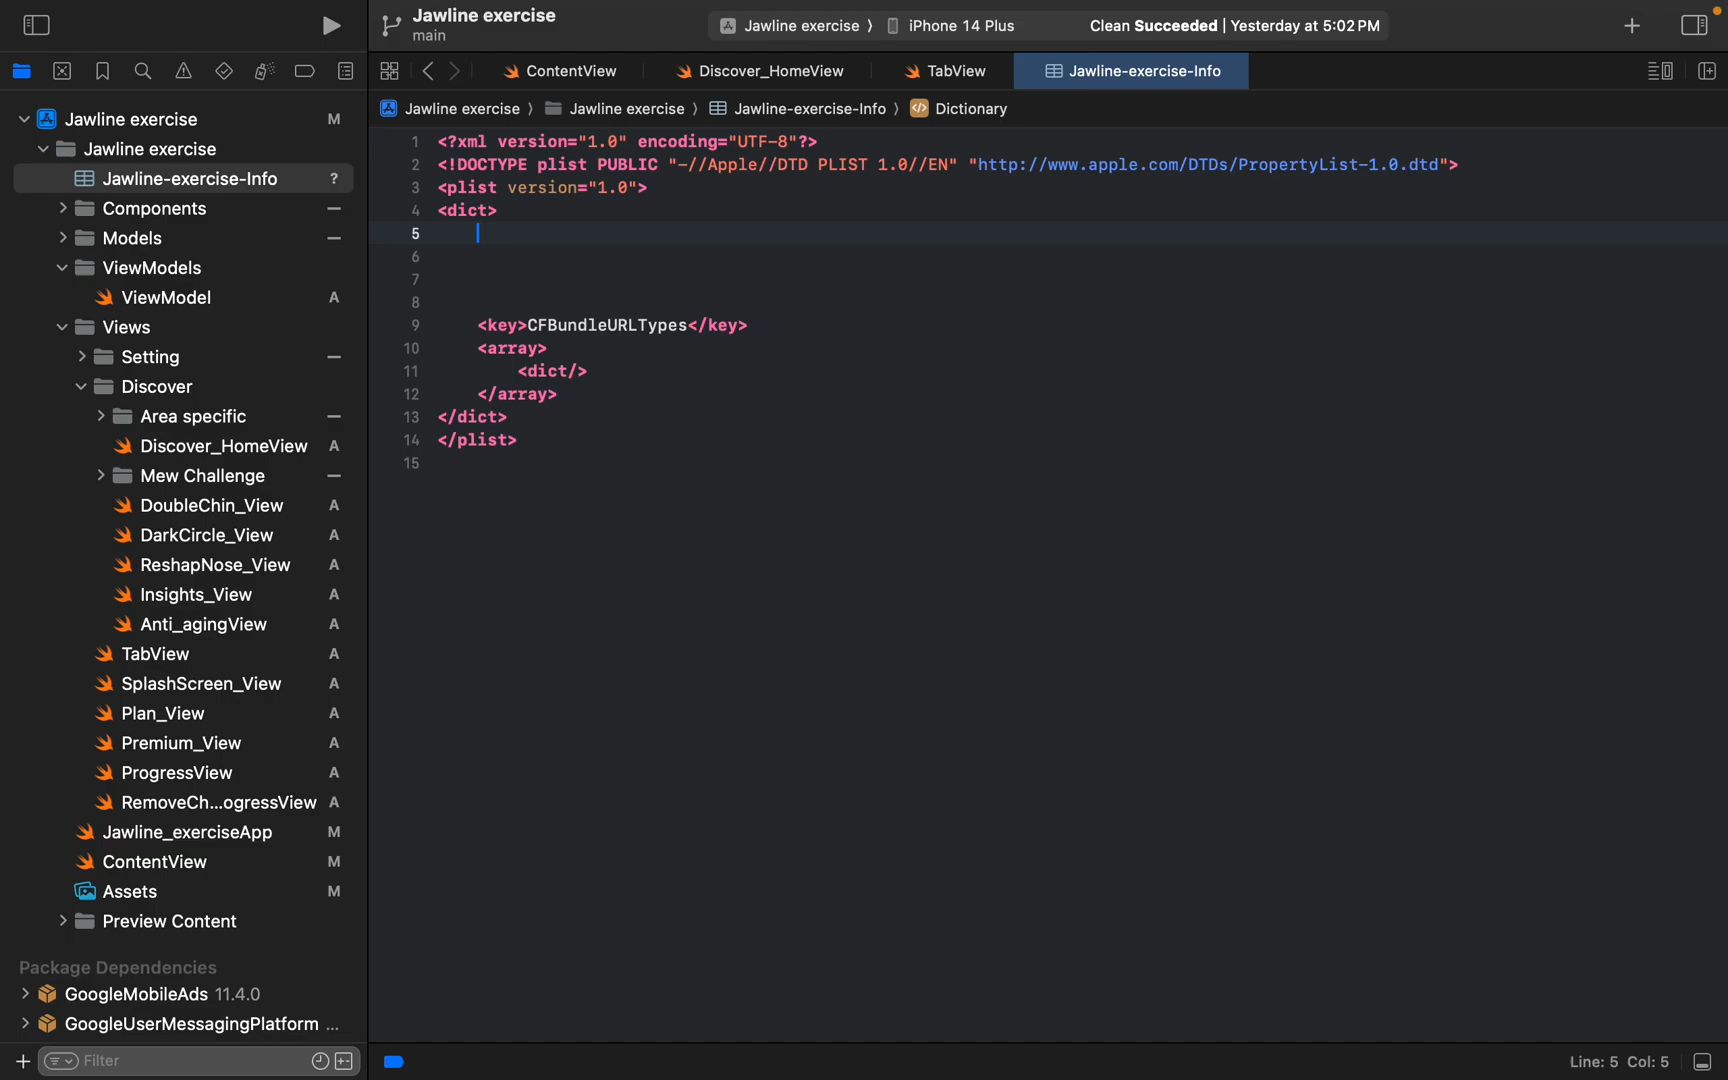 Jawline exercise
main
Jawline exercise 〉 iPhone 14 Plus
Clean Succeeded | Yesterday at 5:02 PM
ContentView
Discover_HomeView
TabView
Jawline-exercise-Info
Jawline exercise 〉 Jawline exercise 〉 Jawline-exercise-Info 〉 Dictionary
Jawline exercise M
Jawline exercise
Jawline-exercise-Info ?
Components –
Models –
ViewModels
ViewModel A
Views
Setting –
Discover
Area specific –
Discover_HomeView A
Mew Challenge –
DoubleChin_View A
DarkCircle_View A
ReshapNose_View A
Insights_View A
Anti_agingView A
TabView A
SplashScreen_View A
Plan_View A
Premium_View A
ProgressView A
RemoveCh...ogressView A
Jawline_exerciseApp M
ContentView M
Assets M
Preview Content
Package Dependencies
GoogleMobileAds 11.4.0
GoogleUserMessagingPlatform ...
Filter
1 <?xml version="1.0" encoding="UTF-8"?>
2 <!DOCTYPE plist PUBLIC "-//Apple//DTD PLIST 1.0//EN" "http://www.apple.com/DTDs/PropertyList-1.0.dtd">
3 <plist version="1.0">
4 <dict>
5
6
7
8
9 <key>CFBundleURLTypes</key>
10 <array>
11 <dict/>
12 </array>
13 </dict>
14 </plist>
15
Line: 5 Col: 5